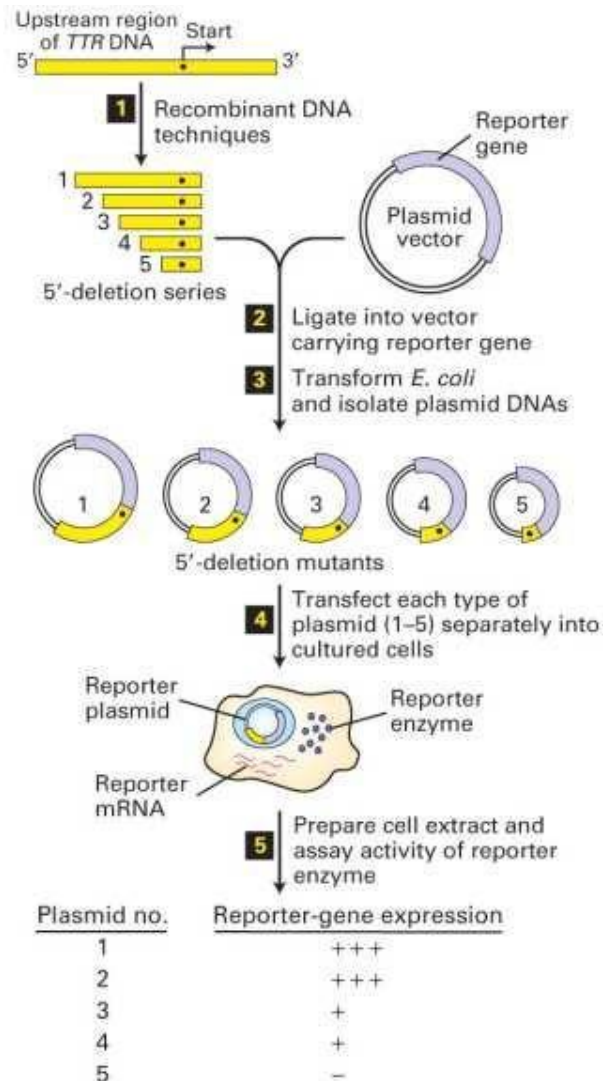 Upstream region
of TTR DNA
Start
5′
3′
1 Recombinant DNA
techniques
Reporter
gene
Plasmid
vector
1
2
3
4
5
5′-deletion series
2 Ligate into vector
carrying reporter gene
3 Transform E. coli
and isolate plasmid DNAs
1 2 3 4 5
5′-deletion mutants
4 Transfect each type of
plasmid (1–5) separately into
cultured cells
Reporter
plasmid
Reporter
enzyme
Reporter
mRNA
5 Prepare cell extract and
assay activity of reporter
enzyme
Plasmid no. Reporter-gene expression
1 +++
2 +++
3 +
4 +
5 –